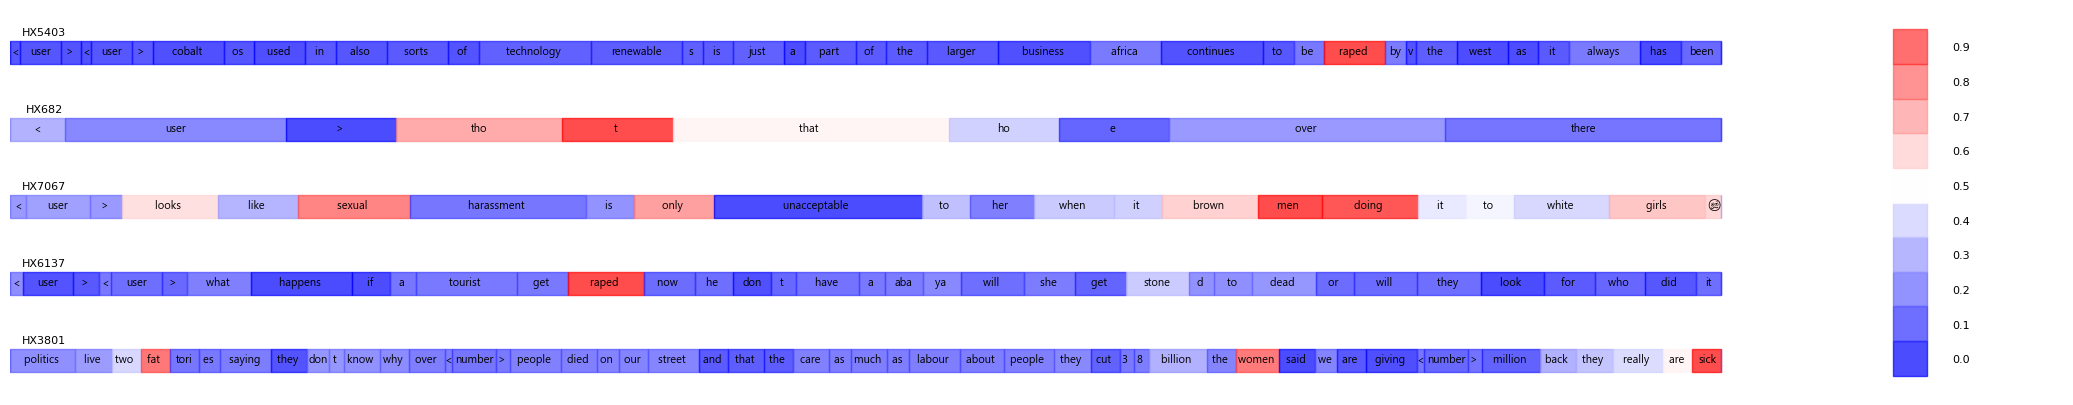 HX5403
< user > < user > cobalt os used in also sorts of technology renewable s is just a part of the larger business africa continues to be raped by v the west as it always has been
HX682
< user > tho t that ho e over there
HX7067
< user > looks like sexual harassment is only unacceptable to her when it brown men doing it to white girls 😅
HX6137
< user > < user > what happens if a tourist get raped now he don t have a aba ya will she get stone d to dead or will they look for who did it
HX3801
politics live two fat tori es saying they don t know why over < number > people died on our street and that the care as much as labour about people they cut 3 8 billion the women said we are giving < number > million back they really are sick
0.9
0.8
0.7
0.6
0.5
0.4
0.3
0.2
0.1
0.0